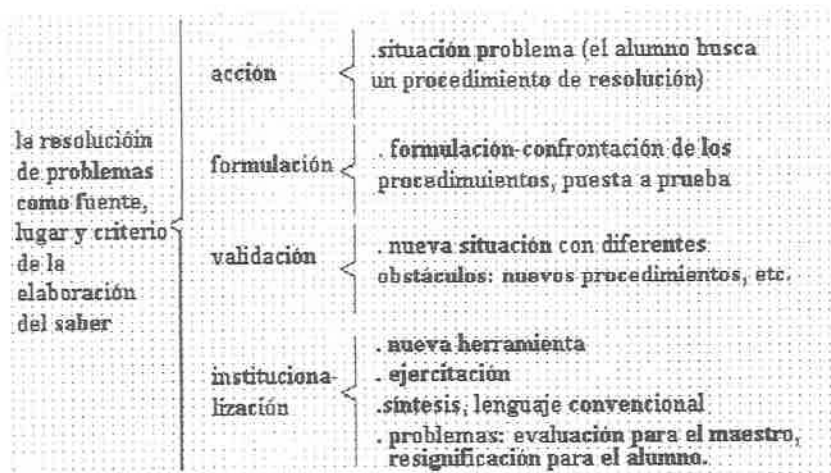 la resolucióin
de problemas
como fuente,
lugar y criterio
de la
elaboración
del saber
acción
.situación problema (el alumno busca
un procedimiento de resolución)
formulación
. formulación-confrontación de los
procedimuientos, puesta a prueba
validación
. nueva situación con diferentes
obstáculos: nuevos procedimientos, etc.
instituciona-
lización
. nueva herramienta
. ejercitación
.síntesis, lenguaje convencional
. problemas: evaluación para el maestro,
resignificación para el alumno.